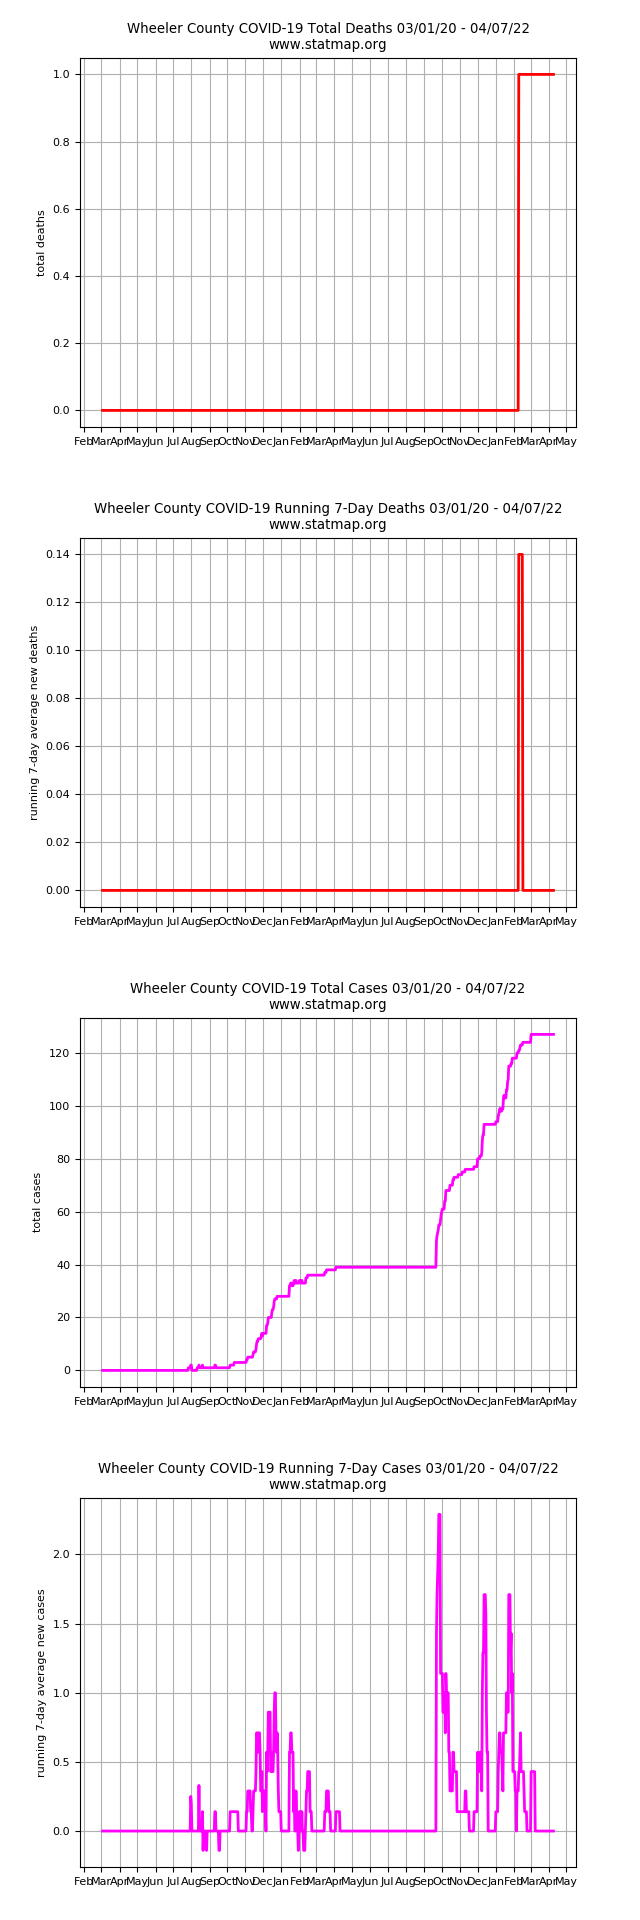 Wheeler County COVID-19 Total Deaths 03/01/20 - 04/07/22
www.statmap.org
1.0
0.8
0.6
0.4
0.2
0.0
total deaths
Feb Mar Apr May Jun Jul Aug Sep Oct Nov Dec Jan Feb Mar Apr May Jun Jul Aug Sep Oct Nov Dec Jan Feb Mar Apr May
Wheeler County COVID-19 Running 7-Day Deaths 03/01/20 - 04/07/22
www.statmap.org
0.14
0.12
0.10
0.08
0.06
0.04
0.02
0.00
running 7-day average new deaths
Feb Mar Apr May Jun Jul Aug Sep Oct Nov Dec Jan Feb Mar Apr May Jun Jul Aug Sep Oct Nov Dec Jan Feb Mar Apr May
Wheeler County COVID-19 Total Cases 03/01/20 - 04/07/22
www.statmap.org
120
100
80
60
40
20
0
total cases
Feb Mar Apr May Jun Jul Aug Sep Oct Nov Dec Jan Feb Mar Apr May Jun Jul Aug Sep Oct Nov Dec Jan Feb Mar Apr May
Wheeler County COVID-19 Running 7-Day Cases 03/01/20 - 04/07/22
www.statmap.org
2.0
1.5
1.0
0.5
0.0
running 7-day average new cases
Feb Mar Apr May Jun Jul Aug Sep Oct Nov Dec Jan Feb Mar Apr May Jun Jul Aug Sep Oct Nov Dec Jan Feb Mar Apr May